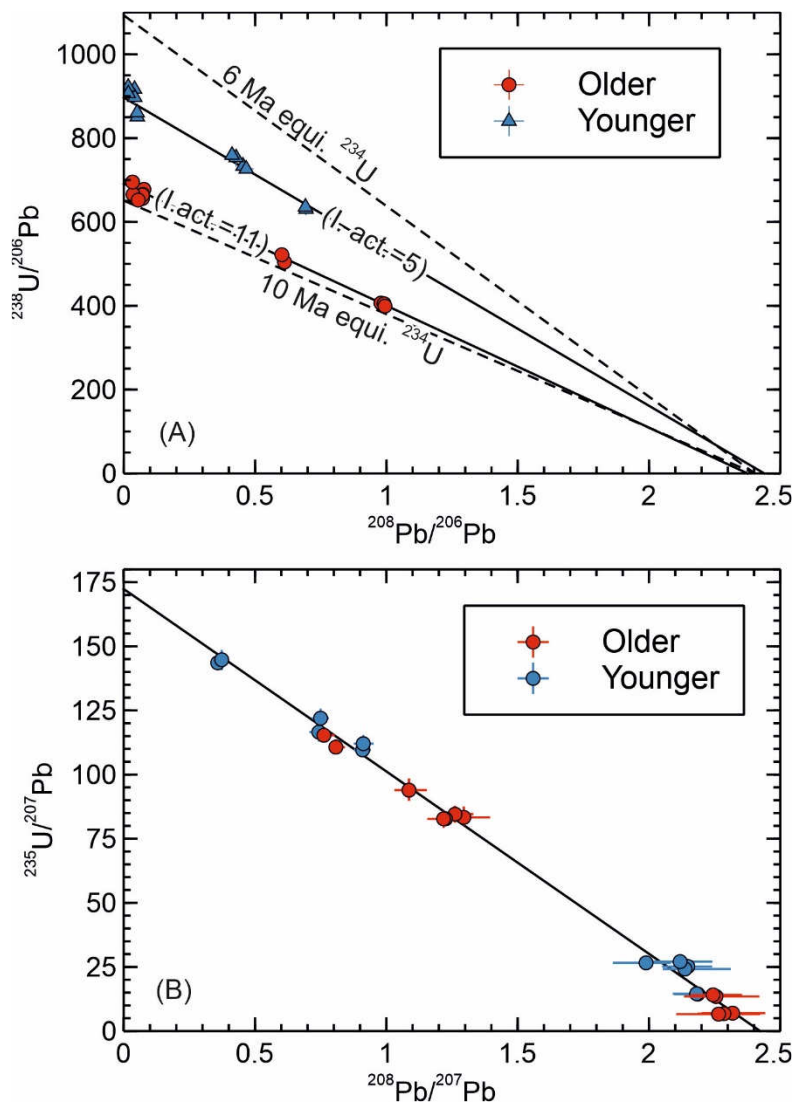 1000
800
600
400
200
0
²³⁸U/²⁰⁶Pb
Older
Younger
6 Ma equi. ²³⁴U
(I.act.=5)
(I.act.=11)
10 Ma equi. ²³⁴U
(A)
0 0.5 1 1.5 2 2.5
²⁰⁸Pb/²⁰⁶Pb
175
150
125
100
75
50
25
0
²³⁵U/²⁰⁷Pb
Older
Younger
(B)
0 0.5 1 1.5 2 2.5
²⁰⁸Pb/²⁰⁷Pb